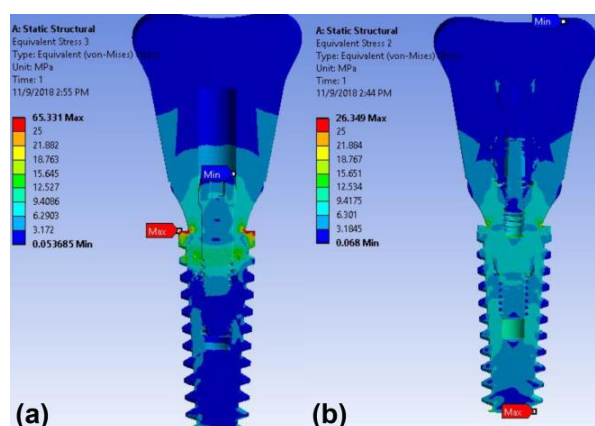 A: Static Structural
Equivalent Stress 3
Type: Equivalent (von-Mises)
Unit: MPa
Time: 1
11/9/2018 2:55 PM
65.331 Max
25
21.882
18.763
15.645
12.527
9.4086
6.2903
3.172
0.053685 Min
Min
Max
(a)
A: Static Structural
Equivalent Stress 2
Type: Equivalent (von-Mises)
Unit: MPa
Time: 1
11/9/2018 2:44 PM
26.349 Max
25
21.884
18.767
15.651
12.534
9.4175
6.301
3.1845
0.068 Min
Min
Max
(b)